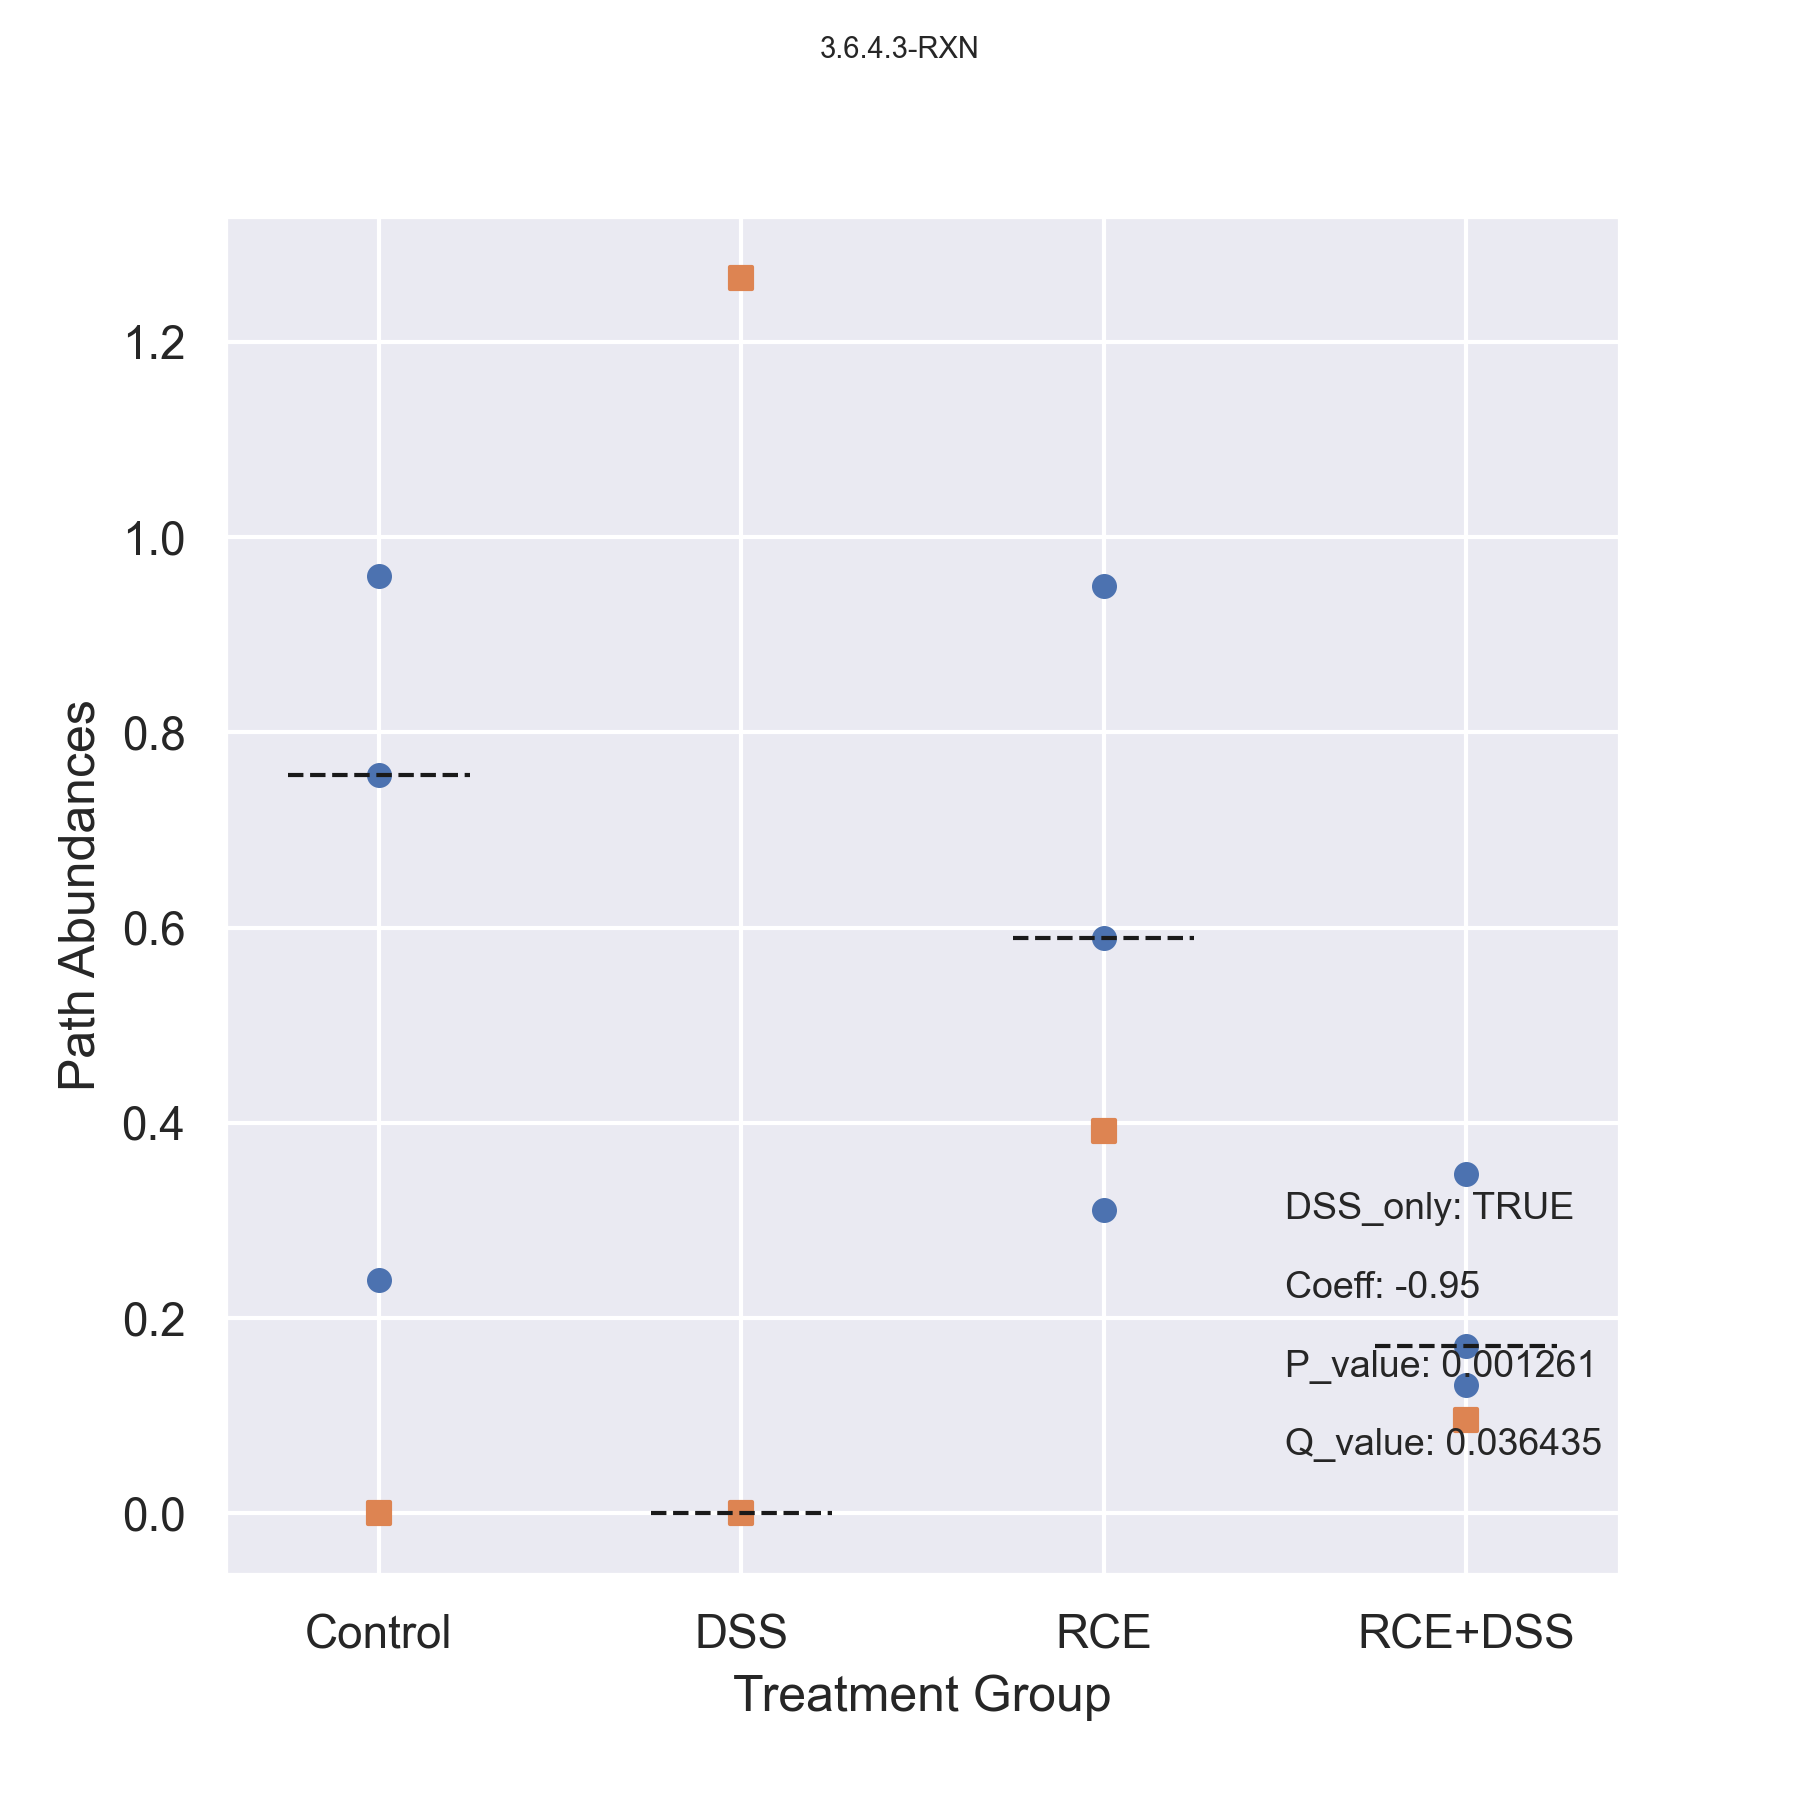 3.6.4.3-RXN
1.2
1.0
0.8
0.6
0.4
0.2
0.0
Path Abundances
DSS_only: TRUE
Coeff: -0.95
P_value: 0.001261
Q_value: 0.036435
Control DSS RCE RCE+DSS
Treatment Group